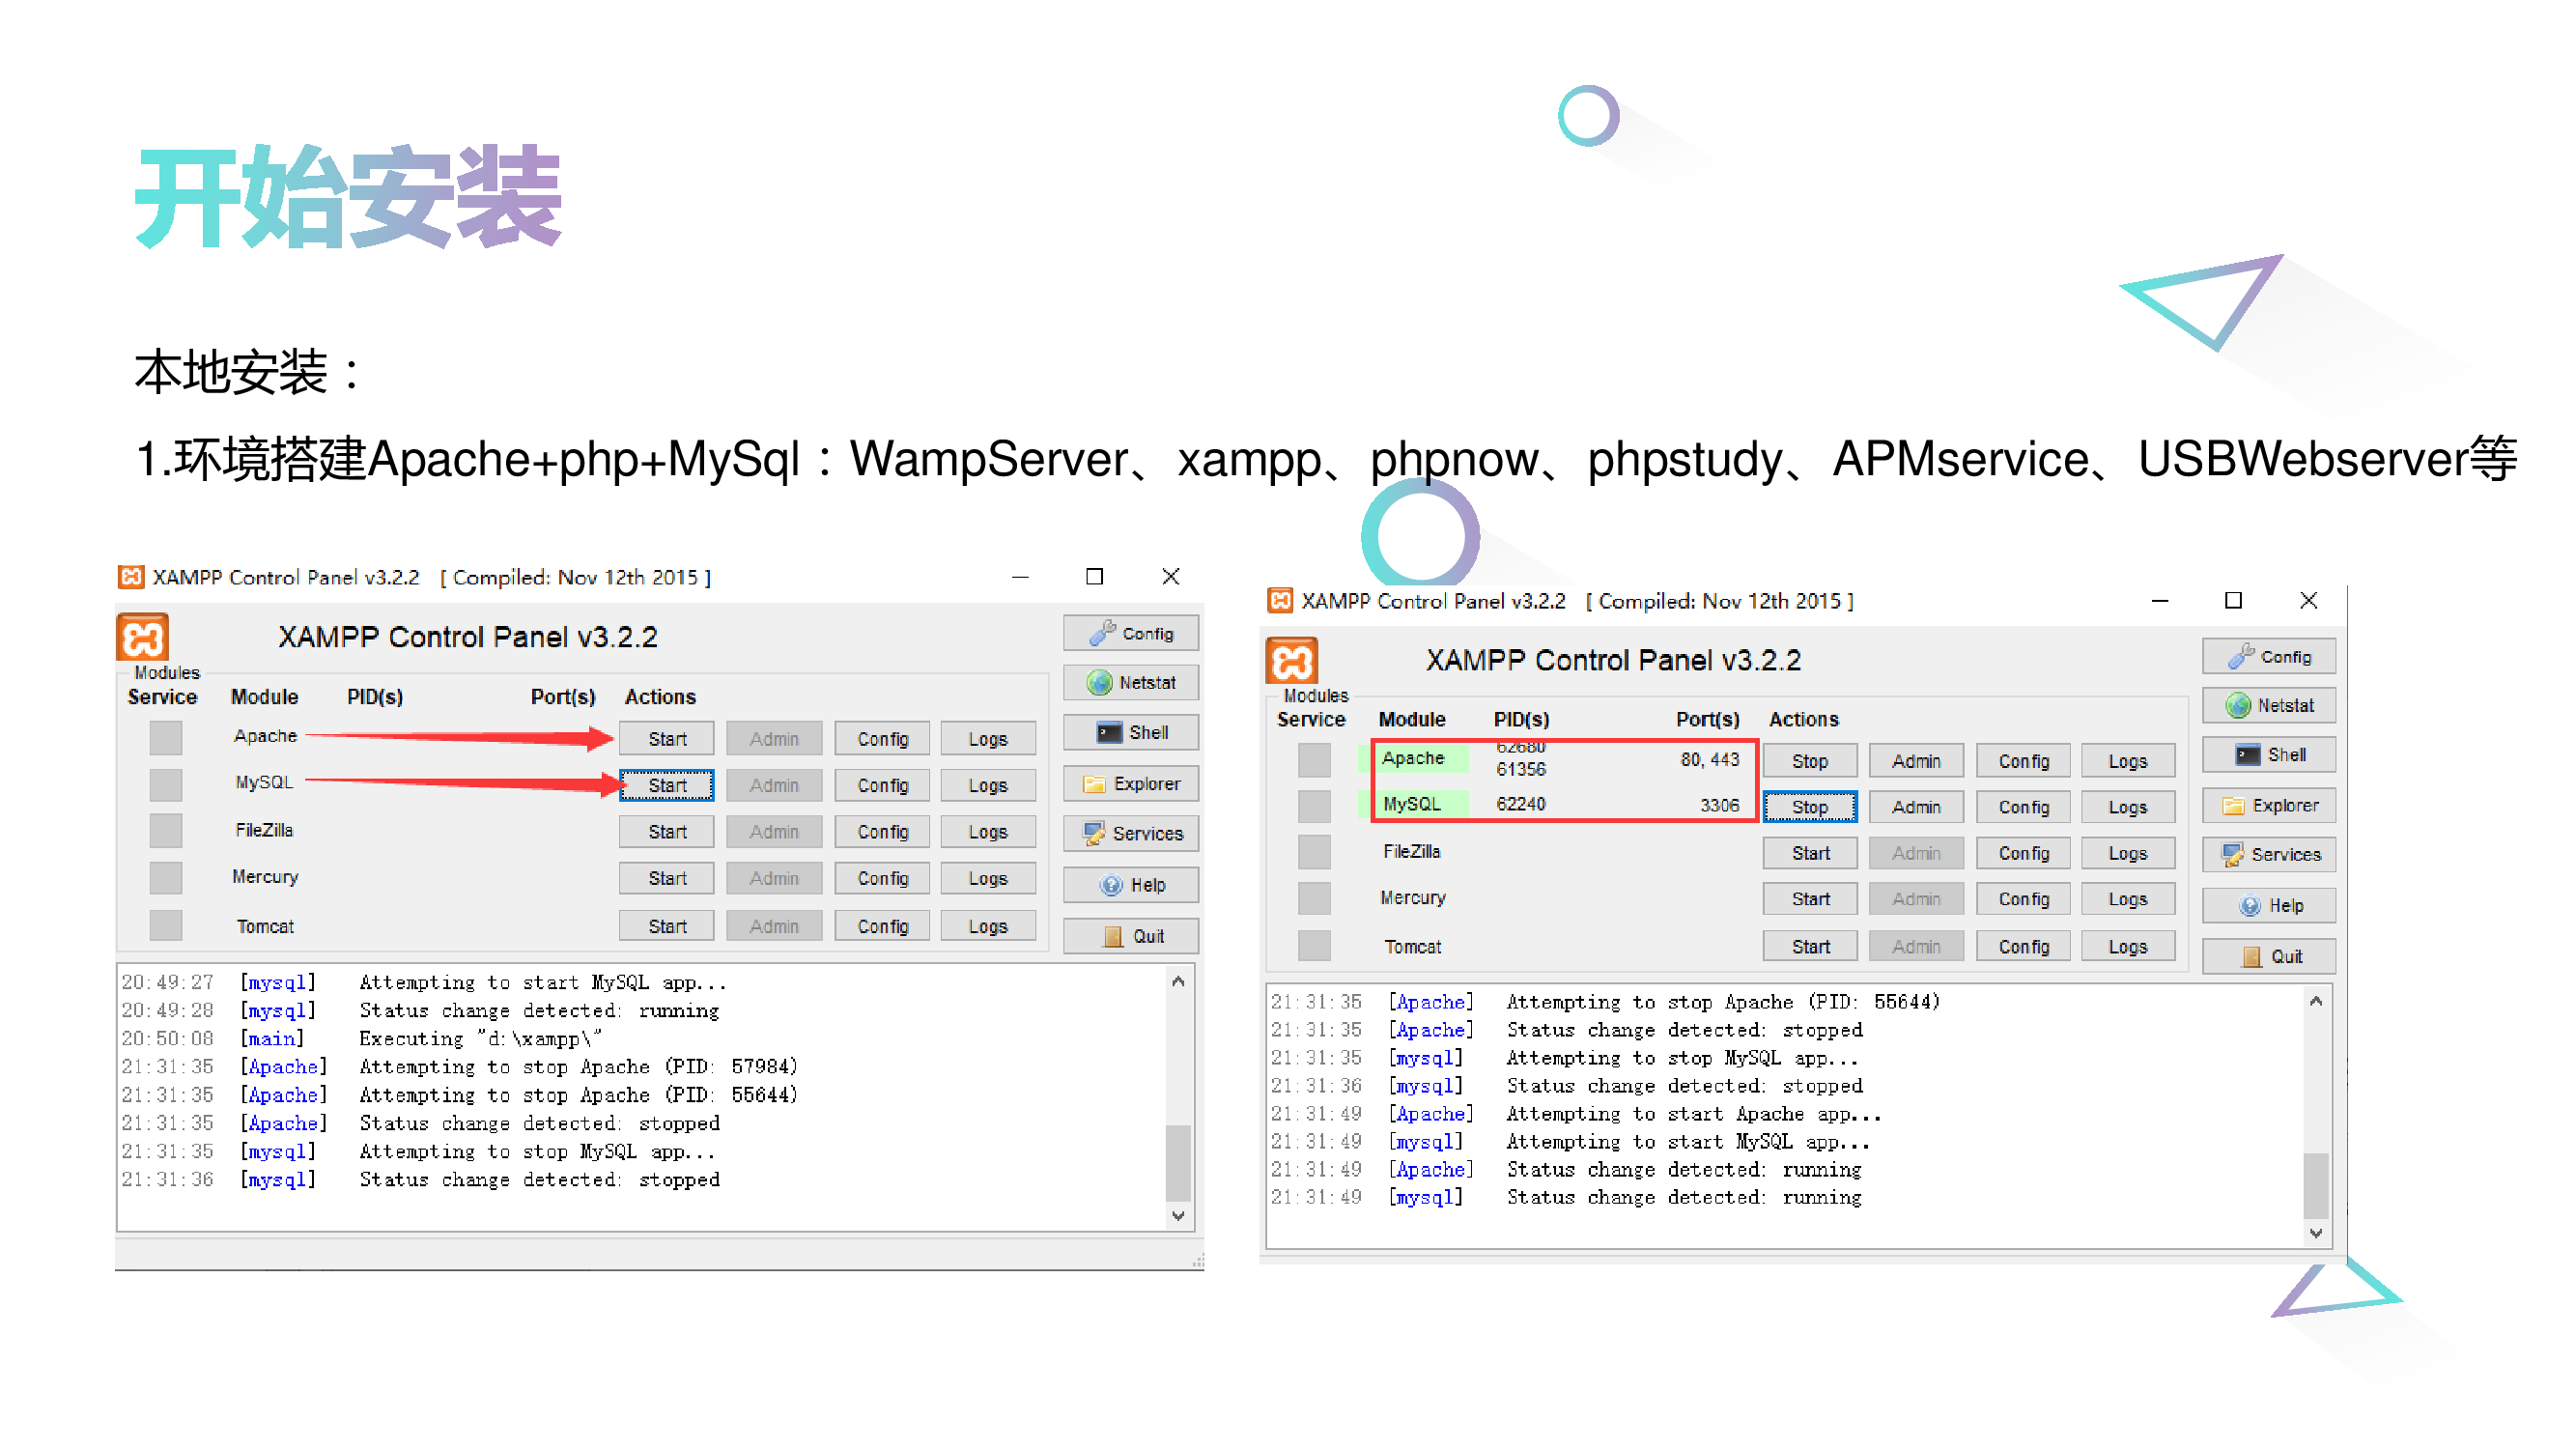 开始安装
本地安装：
1.环境搭建Apache+php+MySql：WampServer、xampp、phpnow、phpstudy、APMservice、USBWebserver等
XAMPP Control Panel v3.2.2 [ Compiled: Nov 12th 2015 ]
XAMPP Control Panel v3.2.2
Config
Modules
Netstat
Service Module PID(s) Port(s) Actions
Apache Start Admin Config Logs
Shell
MySQL Start Admin Config Logs
Explorer
FileZilla Start Admin Config Logs
Services
Mercury Start Admin Config Logs
Help
Tomcat Start Admin Config Logs
Quit
20:49:27 [mysql] Attempting to start MySQL app...
20:49:28 [mysql] Status change detected: running
20:50:08 [main] Executing "d:\xampp\"
21:31:35 [Apache] Attempting to stop Apache (PID: 57984)
21:31:35 [Apache] Attempting to stop Apache (PID: 55644)
21:31:35 [Apache] Status change detected: stopped
21:31:35 [mysql] Attempting to stop MySQL app...
21:31:36 [mysql] Status change detected: stopped
XAMPP Control Panel v3.2.2 [ Compiled: Nov 12th 2015 ]
XAMPP Control Panel v3.2.2
Config
Modules
Netstat
Service Module PID(s) Port(s) Actions
62680
Apache 61356 80, 443 Stop Admin Config Logs
Shell
MySQL 62240 3306 Stop Admin Config Logs
Explorer
FileZilla Start Admin Config Logs
Services
Mercury Start Admin Config Logs
Help
Tomcat Start Admin Config Logs
Quit
21:31:35 [Apache] Attempting to stop Apache (PID: 55644)
21:31:35 [Apache] Status change detected: stopped
21:31:35 [mysql] Attempting to stop MySQL app...
21:31:36 [mysql] Status change detected: stopped
21:31:49 [Apache] Attempting to start Apache app...
21:31:49 [mysql] Attempting to start MySQL app...
21:31:49 [Apache] Status change detected: running
21:31:49 [mysql] Status change detected: running